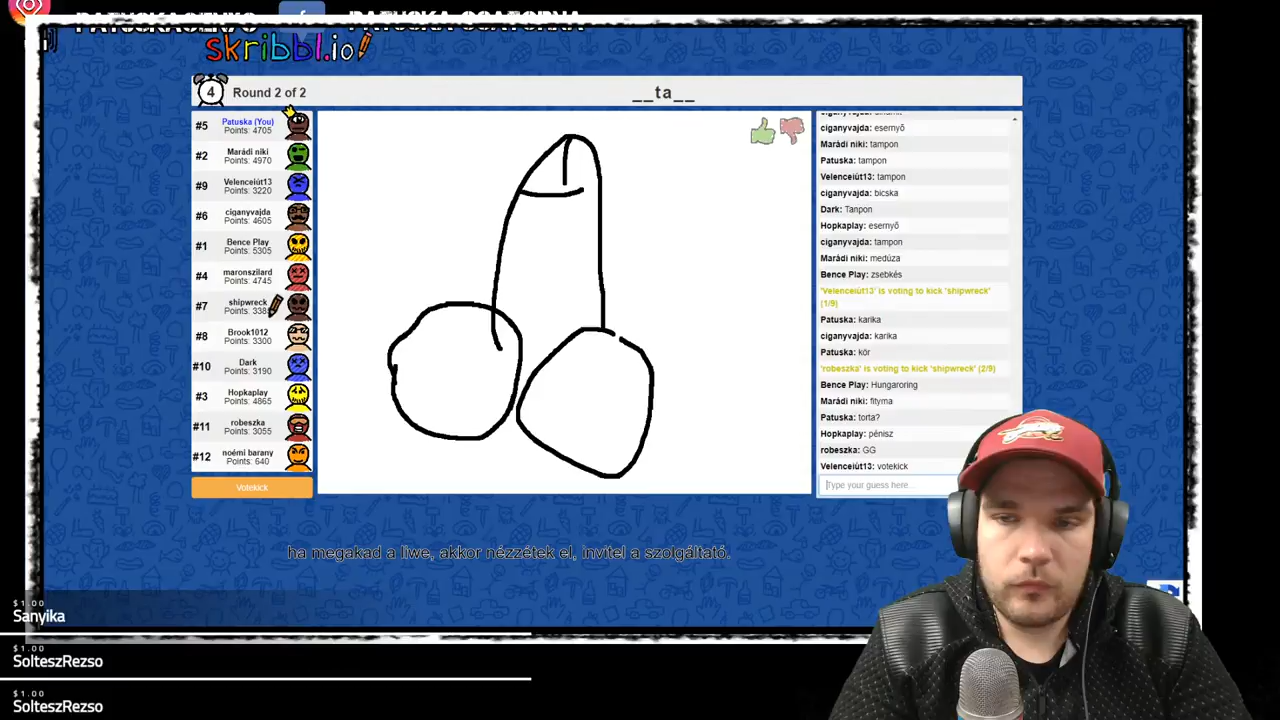 skribbl.io
4
Round 2 of 2
__ta__
#5
Patuska (You)
Points: 4705
#2
Marádi niki
Points: 4970
#9
Velenceiút13
Points: 3220
#6
ciganyvajda
Points: 4605
#1
Bence Play
Points: 5305
#4
maronszilard
Points: 4745
#7
shipwreck
#8
Brook1012
Points: 3300
#10
Dark
Points: 3190
#3
Hopkaplay
Points: 4865
#11
robeszka
Points: 3055
#12
noémi barany
Points: 640
Votekick
ciganyvajda: esernyő
Marádi niki: tampon
Patuska: tampon
Velenceiút13: tampon
ciganyvajda: bicska
Dark: Tanpon
Hopkaplay: esernyő
ciganyvajda: tampon
Marádi niki: medúza
Bence Play: zsebkés
'Velenceiút13' is voting to kick 'shipwreck'
(1/9)
Patuska: karika
ciganyvajda: karika
Patuska: kör
'robeszka' is voting to kick 'shipwreck' (2/9)
Bence Play: Hungaroring
Marádi niki: fityma
Patuska: torta?
Hopkaplay: pénisz
robeszka: GG
Velenceiút13: votekick
Type your guess here...
ha megakad a liwe, akkor nézzétek el, invitel a szolgáltató.
$1.00
Sanyika
$1.00
SolteszRezso
$1.00
SolteszRezso